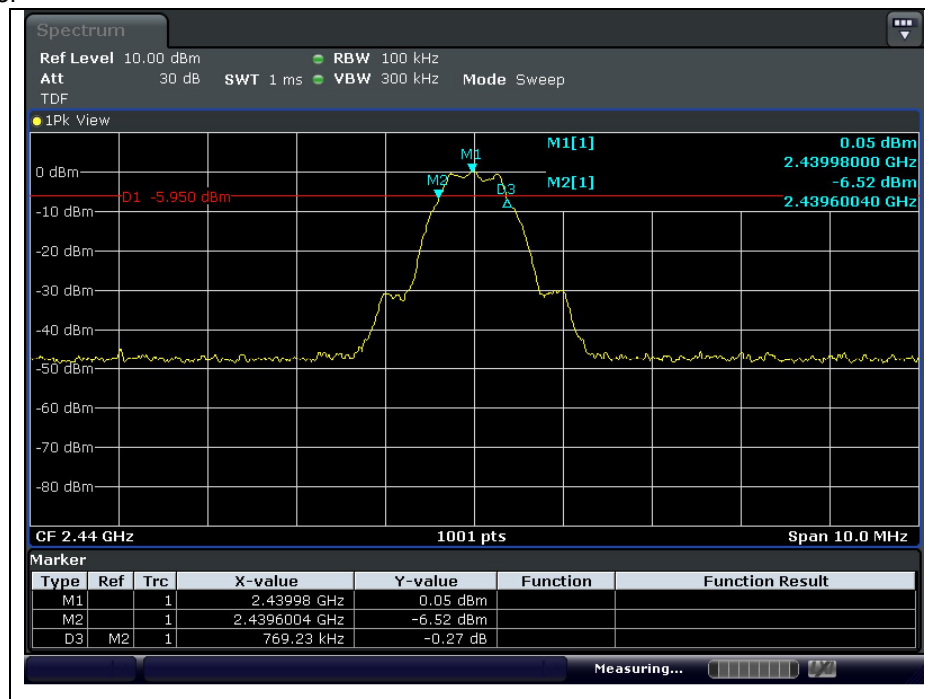 Spectrum
Ref Level 10.00 dBm RBW 100 kHz
Att 30 dB SWT 1 ms VBW 300 kHz Mode Sweep
TDF
1Pk View
M1[1] 0.05 dBm
2.43998000 GHz
M2[1] -6.52 dBm
2.43960040 GHz
M1
M2
D3
0 dBm
D1 -5.950 dBm
-10 dBm
-20 dBm
-30 dBm
-40 dBm
-50 dBm
-60 dBm
-70 dBm
-80 dBm
CF 2.44 GHz 1001 pts Span 10.0 MHz
Marker
Type Ref Trc X-value Y-value Function Function Result
M1 1 2.43998 GHz 0.05 dBm
M2 1 2.4396004 GHz -6.52 dBm
D3 M2 1 769.23 kHz -0.27 dB
Measuring...